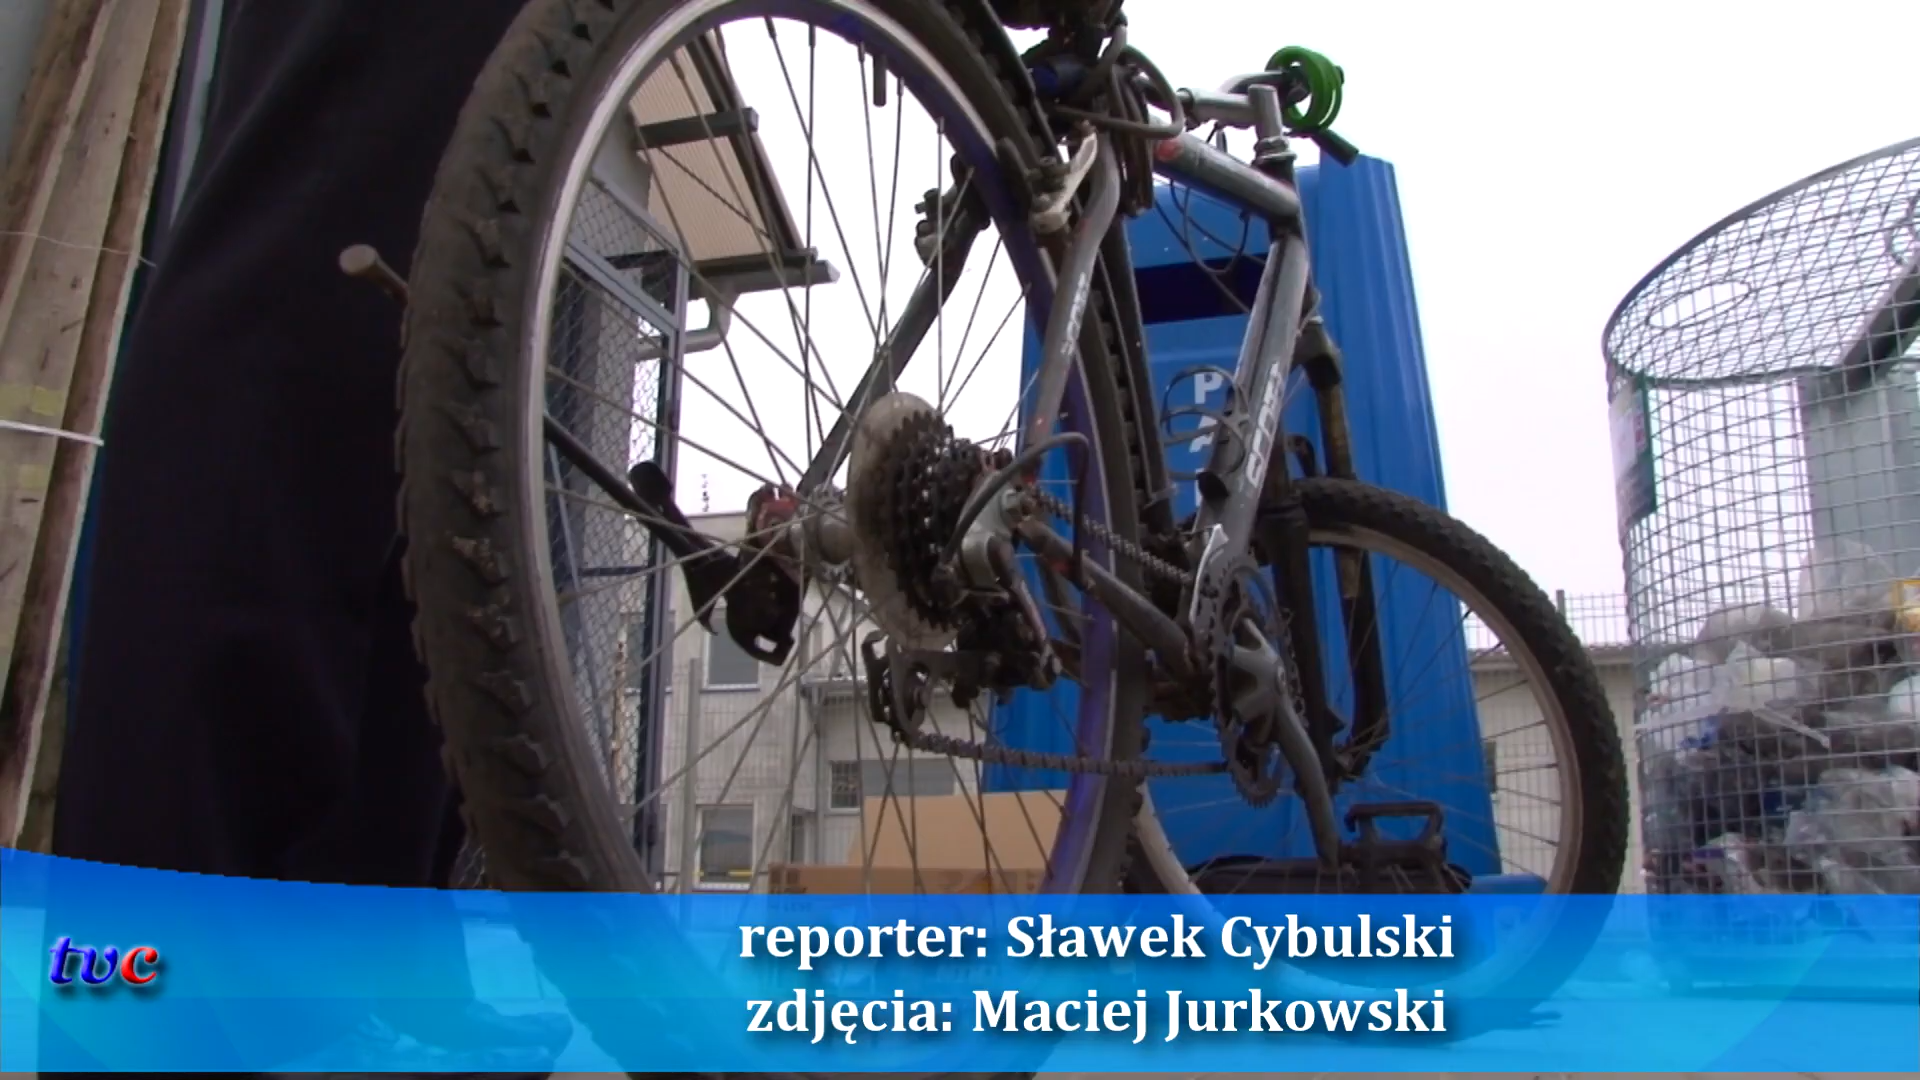 P
A
tvc
reporter: Sławek Cybulski
zdjęcia: Maciej Jurkowski